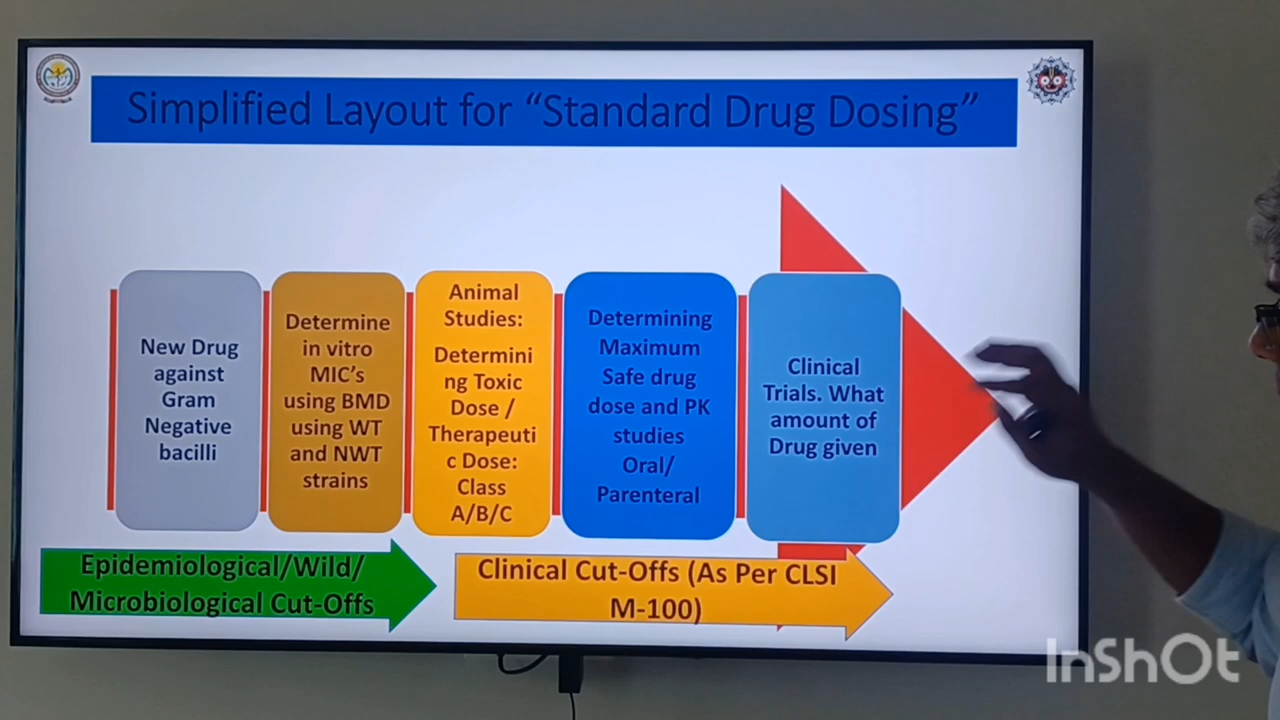 Simplified Layout for “Standard Drug Dosing”
New Drug
against
Gram
Negative
bacilli
Determine
in vitro
MIC’s
using BMD
using WT
and NWT
strains
Animal
Studies:
Determini
ng Toxic
Dose /
Therapeuti
c Dose:
Class
A/B/C
Determining
Maximum
Safe drug
dose and PK
studies
Oral/
Parenteral
Clinical
Trials. What
amount of
Drug given
Epidemiological/Wild/
Microbiological Cut-Offs
Clinical Cut-Offs (As Per CLSI
M-100)
InShOt